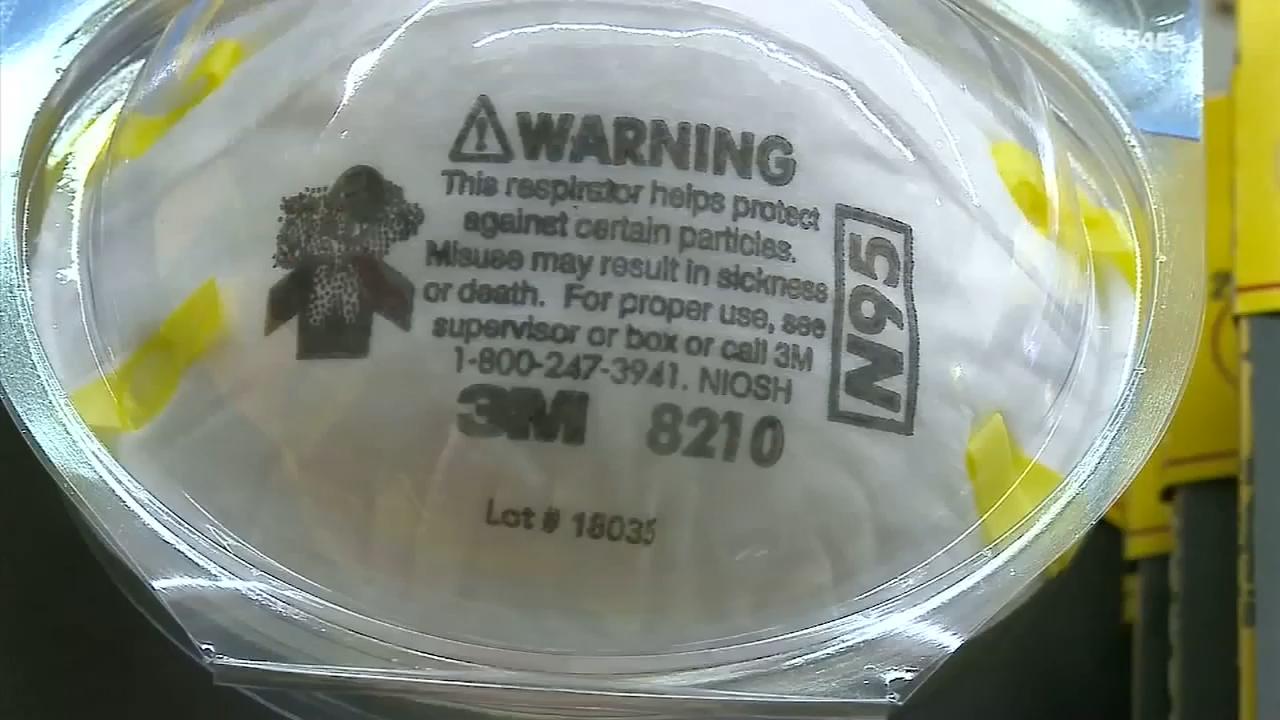 WARNING
This respirator helps protect
against certain particles.
Misuse may result in sickness
or death. For proper use, see
supervisor or box or call 3M
1-800-247-3941. NIOSH
3M 8210
N95
Lot # 18035